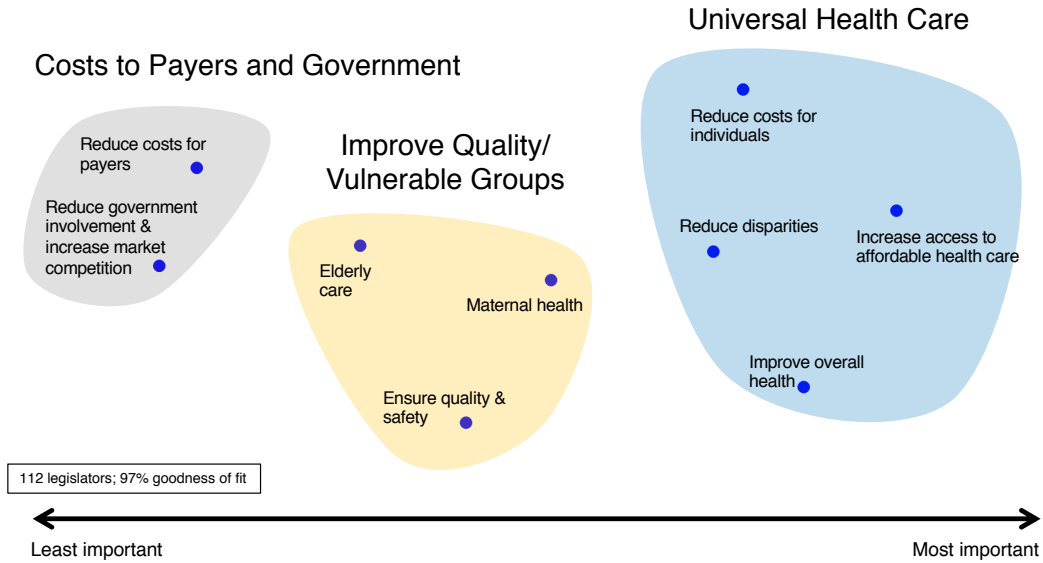 Universal Health Care
Costs to Payers and Government
Reduce costs for
payers
Reduce government
involvement &
increase market
competition
Improve Quality/
Vulnerable Groups
Elderly
care
Maternal health
Ensure quality &
safety
Reduce costs for
individuals
Reduce disparities
Increase access to
affordable health care
Improve overall
health
112 legislators; 97% goodness of fit
Least important
Most important